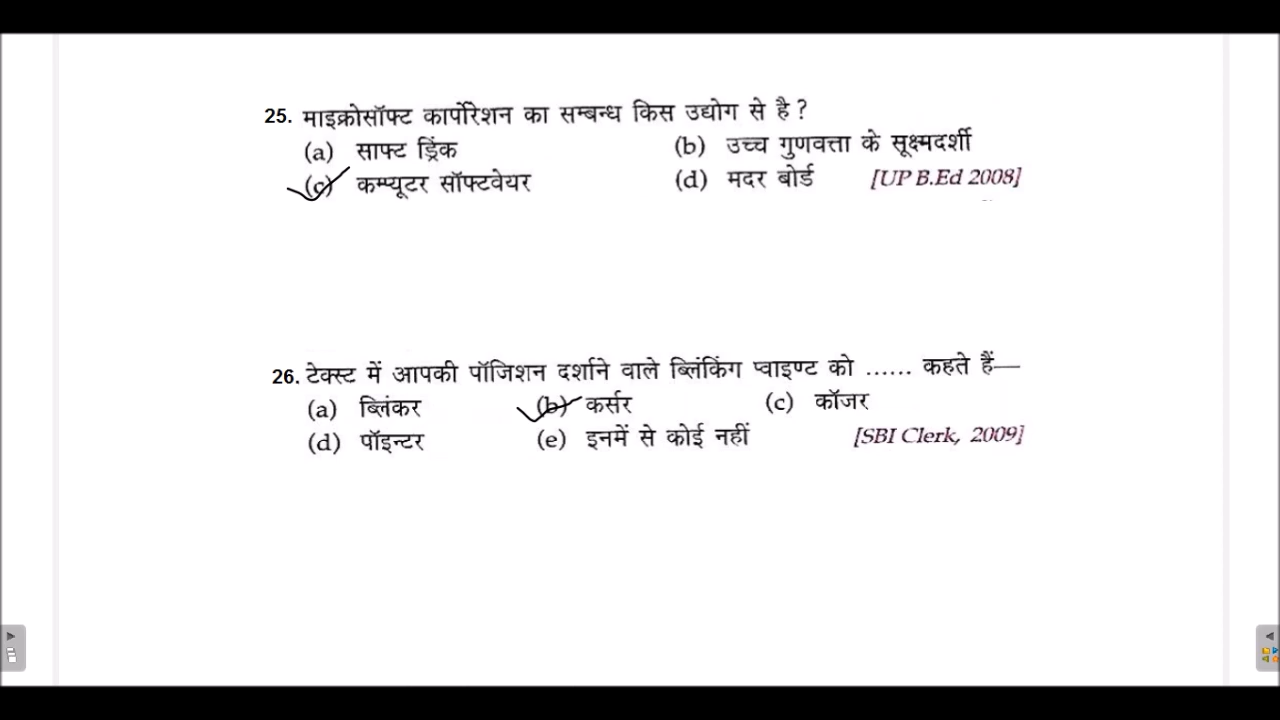 25. माइक्रोसॉफ्ट कार्पोरेशन का सम्बन्ध किस उद्योग से है ?
(a) साफ्ट ड्रिंक (b) उच्च गुणवत्ता के सूक्ष्मदर्शी
(c) कम्प्यूटर सॉफ्टवेयर (d) मदर बोर्ड [UP B.Ed 2008]
26. टेक्स्ट में आपकी पॉजिशन दर्शाने वाले ब्लिंकिंग प्वाइण्ट को ...... कहते हैं—
(a) ब्लिंकर (b) कर्सर (c) कॉजर
(d) पॉइन्टर (e) इनमें से कोई नहीं [SBI Clerk, 2009]